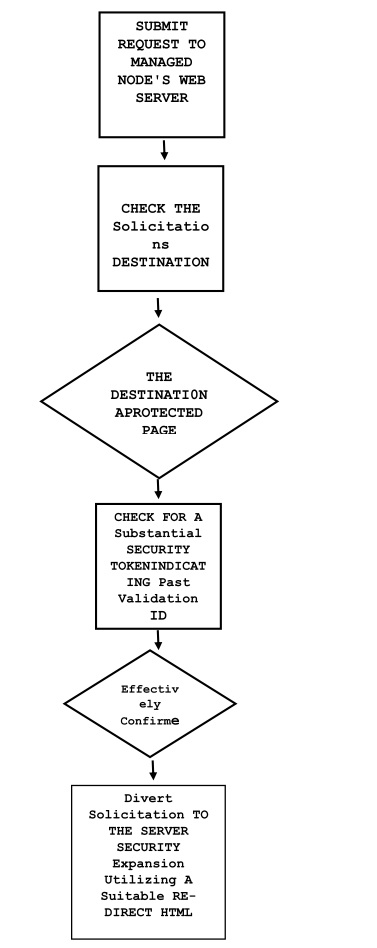 SUBMIT
REQUEST TO
MANAGED
NODE'S WEB
SERVER
CHECK THE
Solicitatio
ns
DESTINATION
THE
DESTINATI0N
APROTECTED
PAGE
CHECK FOR A
Substantial
SECURITY
TOKENINDICAT
ING Past
Validation
ID
Effectiv
ely
Confirme
Divert
Solicitation TO
THE SERVER
SECURITY
Expansion
Utilizing A
Suitable RE-
DIRECT HTML